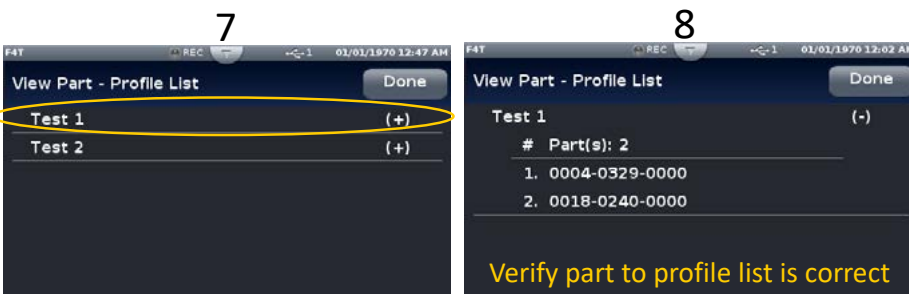 7
F4T REC 1 01/01/1970 12:47 AM
View Part - Profile List Done
Test 1 (+)
Test 2 (+)
8
F4T REC 1 01/01/1970 12:02 AM
View Part - Profile List Done
Test 1 (-)
# Part(s): 2
1. 0004-0329-0000
2. 0018-0240-0000
Verify part to profile list is correct